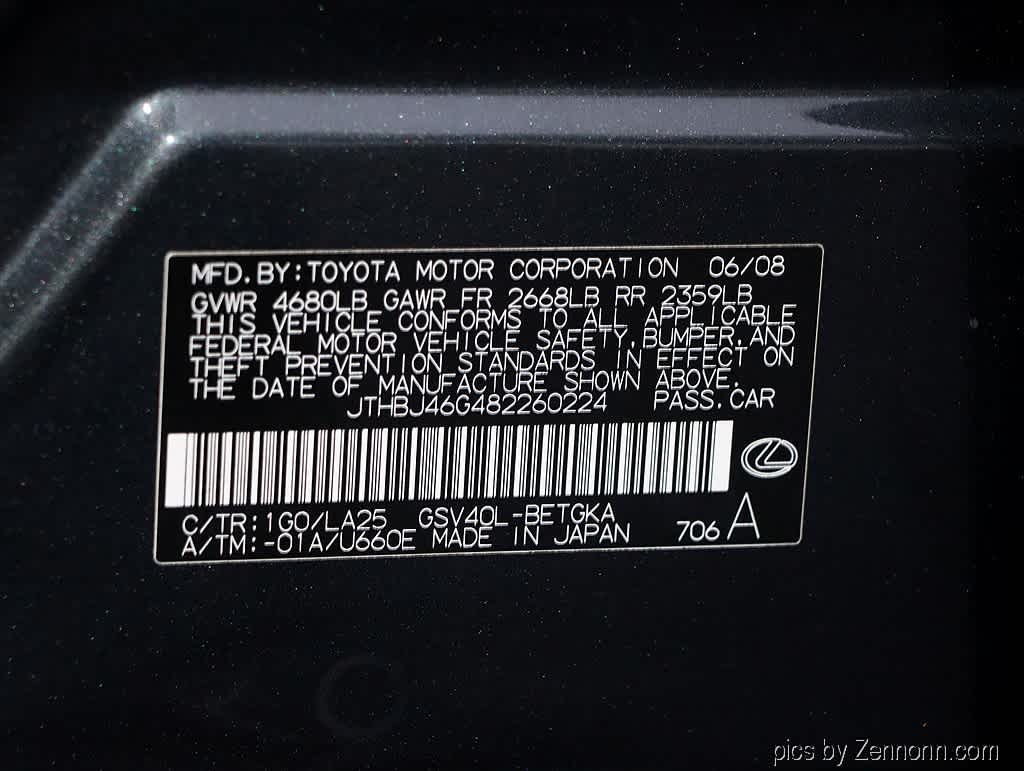 MFD.BY:TOYOTA MOTOR CORPORATION 06/08
GVWR 4680LB GAWR FR 2668LB RR 2359LB
THIS VEHICLE CONFORMS TO ALL APPLICABLE
FEDERAL MOTOR VEHICLE SAFETY,BUMPER,AND
THEFT PREVENTION STANDARDS IN EFFECT ON
THE DATE OF MANUFACTURE SHOWN ABOVE.
JTHBJ46G482260224 PASS.CAR
C/TR:1G0/LA25 GSV40L-BETGKA
A/TM:-01A/U660E MADE IN JAPAN 706 A
pics by Zennonn.com